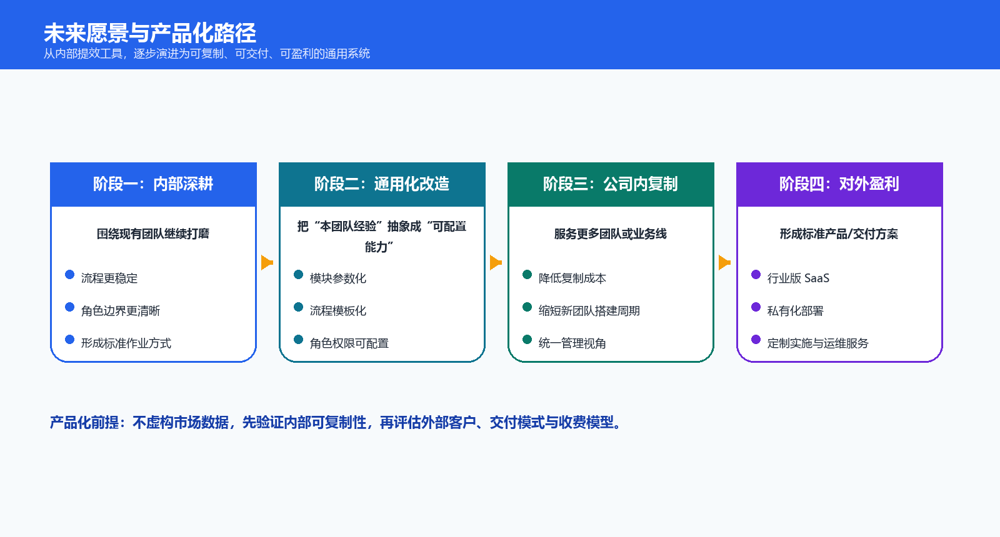 未来愿景与产品化路径
从内部提效工具，逐步演进为可复制、可交付、可盈利的通用系统
阶段一：内部深耕
围绕现有团队继续打磨
流程更稳定
角色边界更清晰
形成标准作业方式
阶段二：通用化改造
把“本团队经验”抽象成“可配置
能力”
模块参数化
流程模板化
角色权限可配置
阶段三：公司内复制
服务更多团队或业务线
降低复制成本
缩短新团队搭建周期
统一管理视角
阶段四：对外盈利
形成标准产品/交付方案
行业版 SaaS
私有化部署
定制实施与运维服务
产品化前提：不虚构市场数据，先验证内部可复制性，再评估外部客户、交付模式与收费模型。